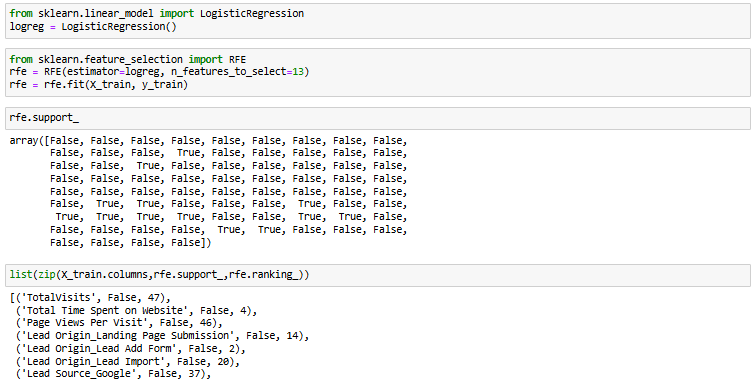 from sklearn.linear_model import LogisticRegression
logreg = LogisticRegression()
from sklearn.feature_selection import RFE
rfe = RFE(estimator=logreg, n_features_to_select=13)
rfe = rfe.fit(X_train, y_train)
rfe.support_
array([False, False, False, False, False, False, False, False, False,
False, False, False, True, False, False, False, False, False,
False, False, True, False, False, False, False, False, False,
False, False, False, False, False, False, False, False, False,
False, False, False, False, False, False, False, False, False,
False, True, True, False, False, False, True, False, False,
True, True, True, True, False, False, True, True, False,
False, False, False, False, True, True, False, False, False,
False, False, False, False])
list(zip(X_train.columns,rfe.support_,rfe.ranking_))
[('TotalVisits', False, 47),
('Total Time Spent on Website', False, 4),
('Page Views Per Visit', False, 46),
('Lead Origin_Landing Page Submission', False, 14),
('Lead Origin_Lead Add Form', False, 2),
('Lead Origin_Lead Import', False, 20),
('Lead Source_Google', False, 37),